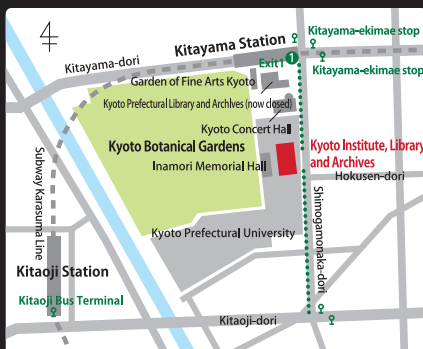 Kitayama-ekimae stop
Kitayama Station
Exit1
1
Kitayama-ekimae stop
Kitayama-dori
Garden of Fine Arts Kyoto
Kyoto Prefectural Library and Archives (now closed)
Kyoto Concert Hall
Kyoto Botanical Gardens
Kyoto Institute, Library
and Archives
Inamori Memorial Hall
Hokusen-dori
Subway Karasuma Line
Shimogamonaka-dori
Kyoto Prefectural University
Kitaoji Station
Kitaoji Bus Terminal
Kitaoji-dori